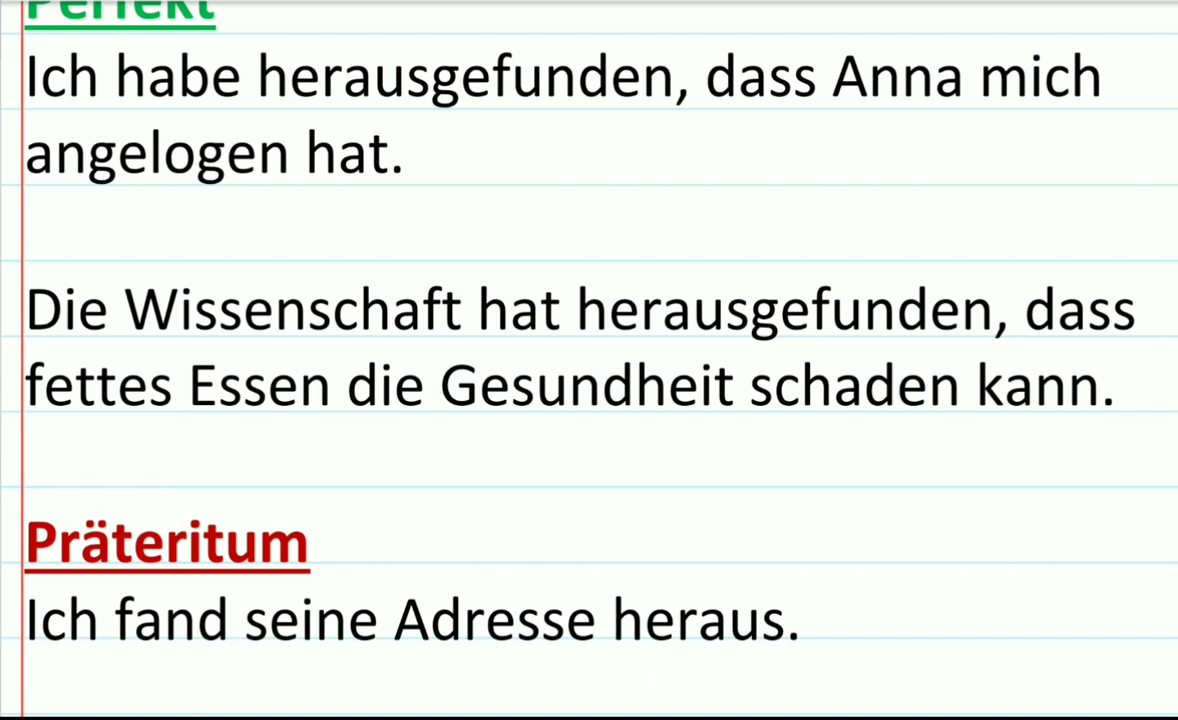 Perfekt
Ich habe herausgefunden, dass Anna mich
angelogen hat.
Die Wissenschaft hat herausgefunden, dass
fettes Essen die Gesundheit schaden kann.
Präteritum
Ich fand seine Adresse heraus.